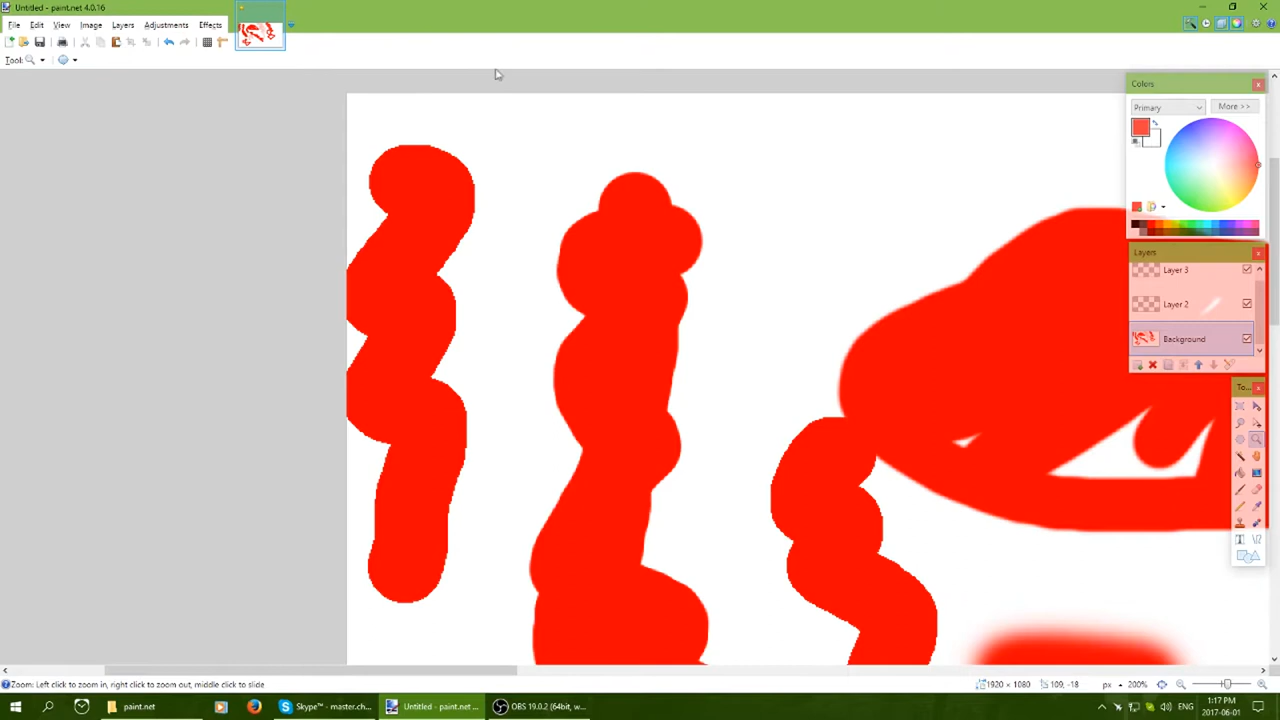 Untitled - paint.net 4.0.16
File Edit View Image Layers Adjustments Effects
Tool:
Colors
Primary
More >>
Layers
Layer 3
Layer 2
Background
To...
Zoom: Left click to zoom in, right click to zoom out, middle click to slide
1920 × 1080
109, -18
px
200%
paint.net
Skype™ - master.ch...
Untitled - paint.net ...
OBS 19.0.2 (64bit, w...
ENG
1:17 PM
2017-06-01